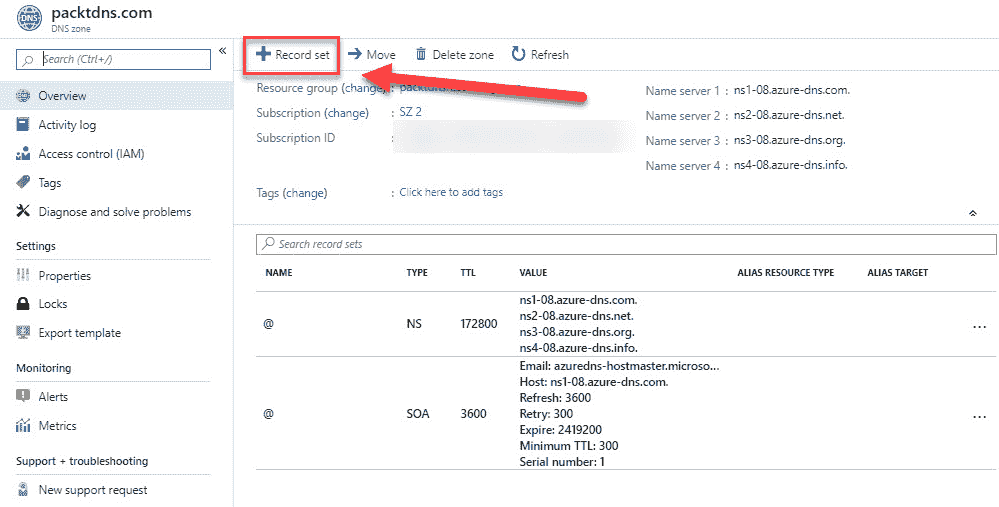 packtdns.com
DNS zone
Search (Ctrl+/)
«
Overview
Activity log
Access control (IAM)
Tags
Diagnose and solve problems
Settings
Properties
Locks
Export template
Monitoring
Alerts
Metrics
Support + troubleshooting
New support request
Record set
Move
Delete zone
Refresh
Resource group (change) : packtdns
Subscription (change) : SZ 2
Subscription ID :
Tags (change) : Click here to add tags
Name server 1 : ns1-08.azure-dns.com.
Name server 2 : ns2-08.azure-dns.net.
Name server 3 : ns3-08.azure-dns.org.
Name server 4 : ns4-08.azure-dns.info.
Search record sets
NAME TYPE TTL VALUE ALIAS RESOURCE TYPE ALIAS TARGET
@ NS 172800
ns1-08.azure-dns.com.
ns2-08.azure-dns.net.
ns3-08.azure-dns.org.
ns4-08.azure-dns.info.
...
@ SOA 3600
Email: azuredns-hostmaster.microso...
Host: ns1-08.azure-dns.com.
Refresh: 3600
Retry: 300
Expire: 2419200
Minimum TTL: 300
Serial number: 1
...